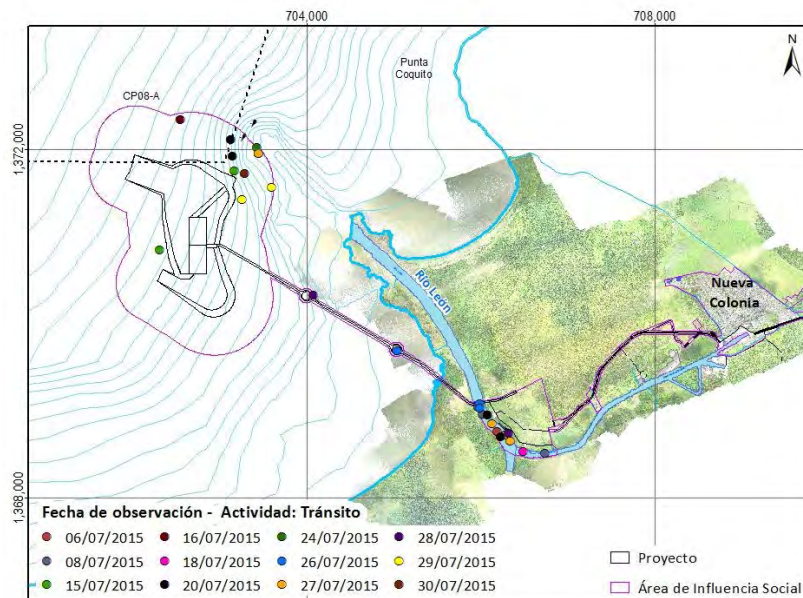 704,000
708,000
N
Punta
Coquito
CP08-A
1,372,000
Río León
Nueva
Colonia
1,368,000
Fecha de observación - Actividad: Tránsito
06/07/2015
16/07/2015
24/07/2015
28/07/2015
08/07/2015
18/07/2015
26/07/2015
29/07/2015
15/07/2015
20/07/2015
27/07/2015
30/07/2015
Proyecto
Área de Influencia Social